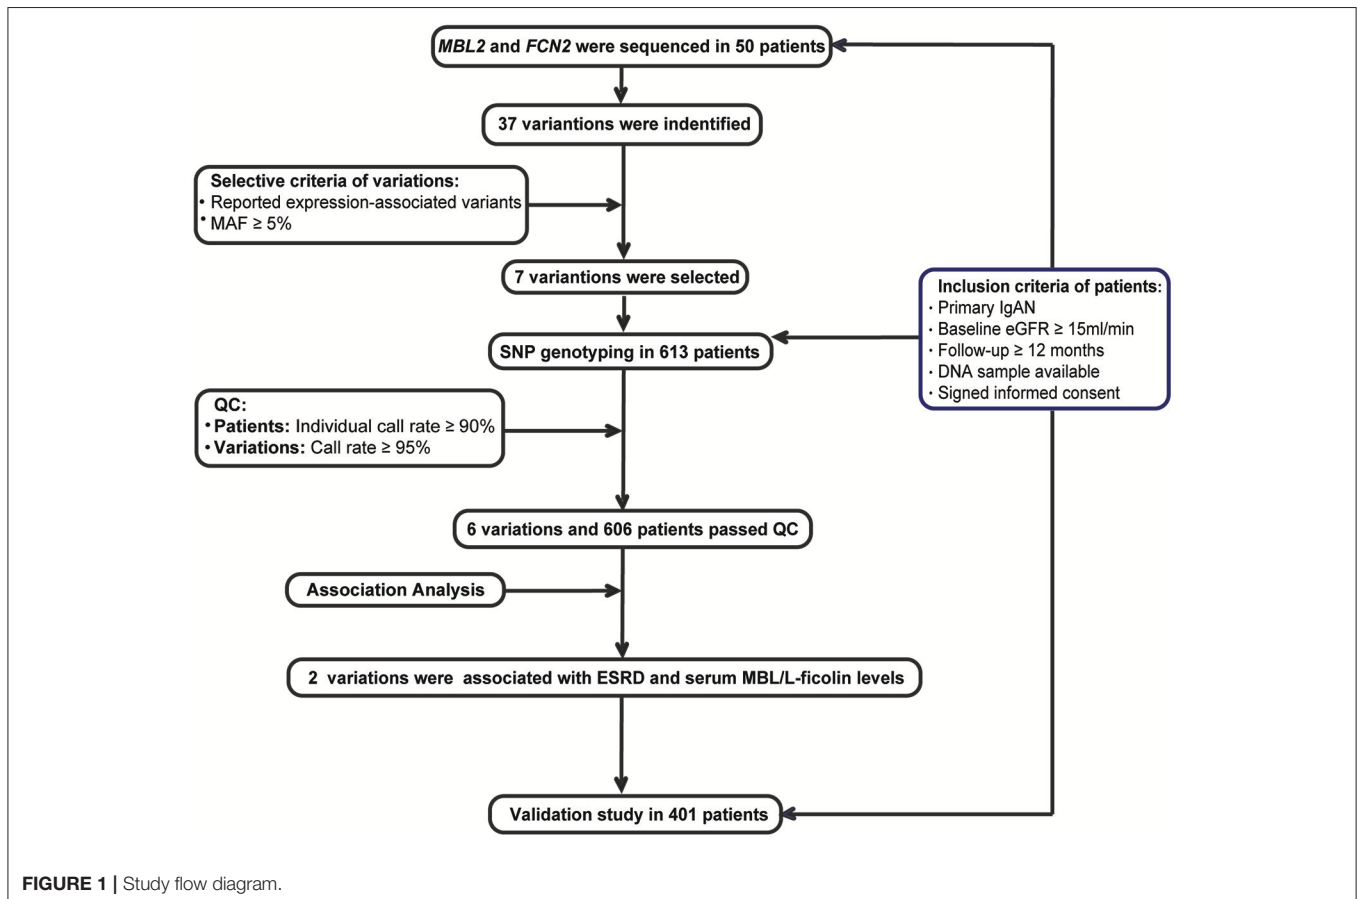 MBL2 and FCN2 were sequenced in 50 patients
37 variantions were indentified
Selective criteria of variations:
• Reported expression-associated variants
• MAF ≥ 5%
7 variantions were selected
Inclusion criteria of patients:
· Primary IgAN
· Baseline eGFR ≥ 15ml/min
· Follow-up ≥ 12 months
· DNA sample available
· Signed informed consent
SNP genotyping in 613 patients
QC:
• Patients: Individual call rate ≥ 90%
• Variations: Call rate ≥ 95%
6 variations and 606 patients passed QC
Association Analysis
2 variations were associated with ESRD and serum MBL/L-ficolin levels
Validation study in 401 patients
FIGURE 1 | Study flow diagram.